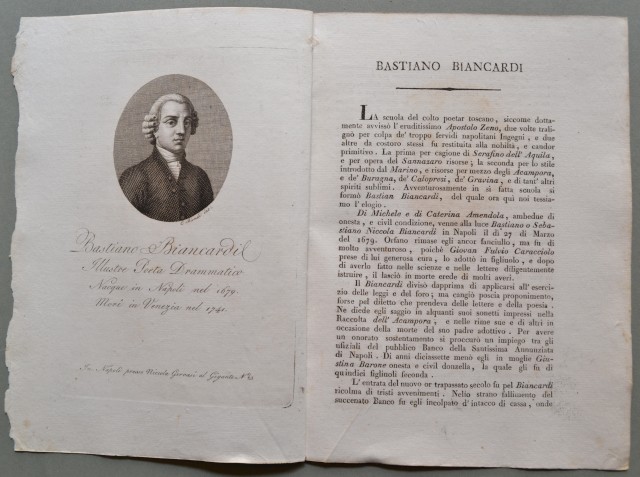 Bastiano Biancardi
Illustre Poeta Drammatico
Nacque in Napoli nel 1679.
Morì in Venezia nel 1741.
In Napoli presso Nicola Gervasi al Gigante N.º 23
BASTIANO BIANCARDI
LA scuola del colto poetar toscano, siccome dotta-
mente avvisò l'eruditissimo Apostolo Zeno, due volte trali-
gnò per colpa de' troppo fervidi napolitani Ingegni, e due
altre da costoro stessi fu restituita alla nobiltà, e candor
primitivo. La prima per cagione di Serafino dell' Aquila,
e per opera del Sannazaro risorse; la seconda per lo stile
introdotto dal Marino, e risorse per mezzo degli Acampora,
e de' Buragna, de' Calopresi, de' Gravina, e di tant' altri
spiriti sublimi. Avventurosamente in sì fatta scuola si
formò Bastian Biancardi, del quale ora qui noi tessia-
mo l'elogio.
Di Michele e di Caterina Amendola, ambedue di
onesta, e civil condizione, venne alla luce Bastiano o Seba-
stiano Niccola Biancardi in Napoli il dì 27 di Marzo
del 1679. Orfano rimase egli ancor fanciullo, ma fu di
molto avventuroso, poichè Giovan Fulvio Caracciolo
prese di lui generosa cura, lo adottò in figliuolo, e dopo
di averlo fatto nelle scienze e nelle lettere diligentemente
istruire, il lasciò in morte erede di molti averi.
Il Biancardi divisò dapprima di applicarsi all' eserci-
zio delle leggi e del foro; ma cangiò poscia proponimento,
forse pel diletto che prendeva delle lettere e della poesia.
Ne diede egli saggio in alquanti suoi sonetti impressi nella
Raccolta dell' Acampora, e nelle rime sue e di altri in
occasione della morte del suo padre adottivo. Per avere
un onorato sostentamento si proccurò un impiego tra gli
uffiziali del pubblico Banco della Santissima Annunziata
di Napoli. Di anni diciassette menò egli in moglie Giu-
stina Barone onesta e civil donzella, la quale gli fu di
quindici figliuoli feconda.
L' entrata del nuovo or trapassato secolo fu pel Biancardi
ricolma di tristi avvenimenti. Nello strano fallimento del
succenato Banco fu egli incolpato d' intacco di cassa, onde